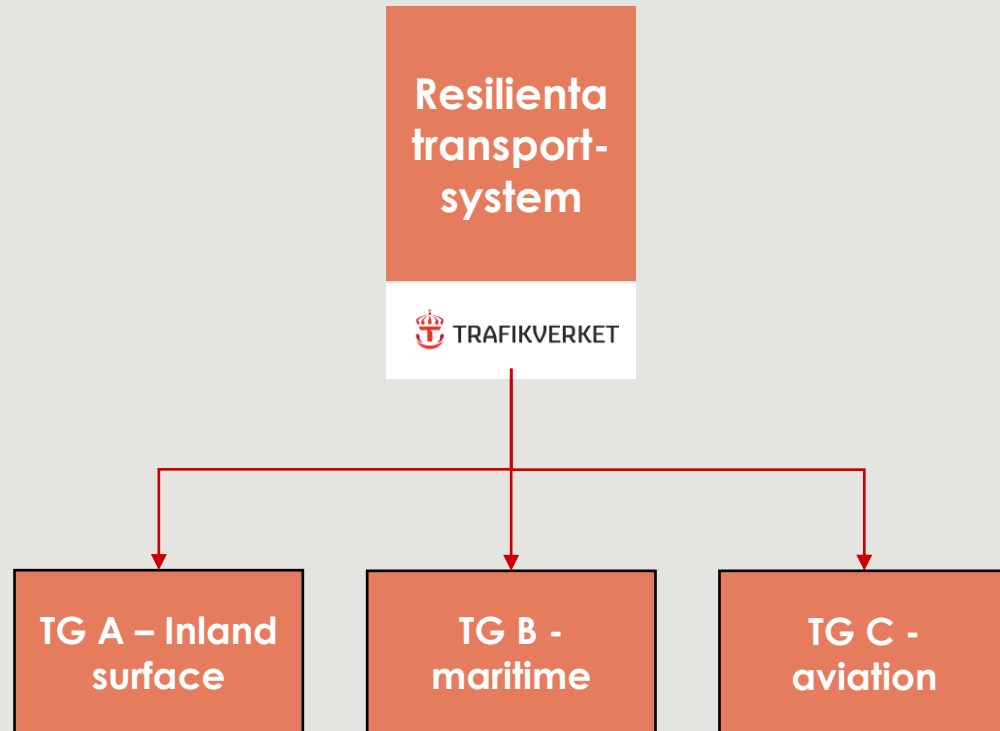 Resilienta
transport-
system
TRAFIKVERKET
TG A – Inland
surface
TG B -
maritime
TG C -
aviation